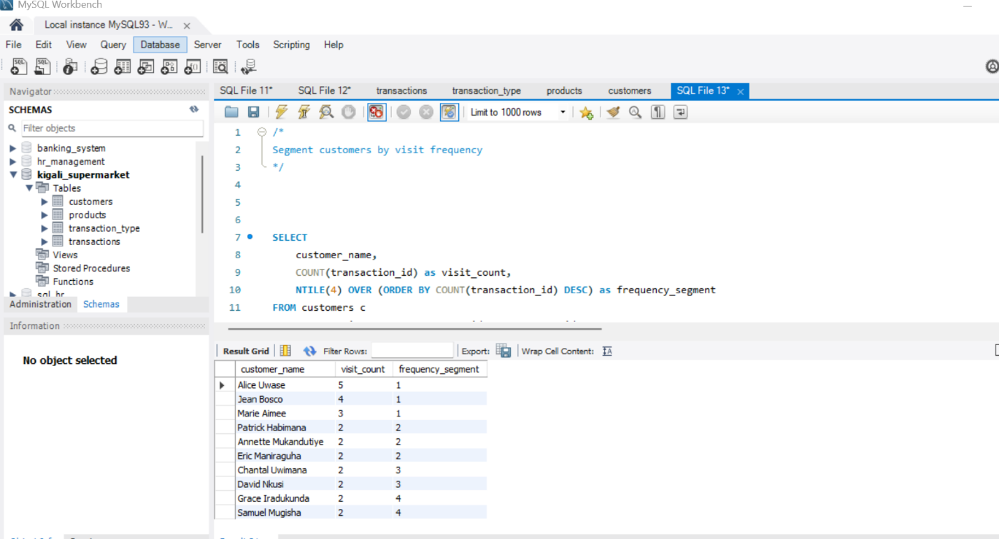 MySQL Workbench
Local instance MySQL93 - W...
File Edit View Query Database Server Tools Scripting Help
Navigator
SCHEMAS
Filter objects
banking_system
hr_management
kigali_supermarket
Tables
customers
products
transaction_type
transactions
Views
Stored Procedures
Functions
sql_hr
Administration Schemas
Information
No object selected
SQL File 11* SQL File 12* transactions transaction_type products customers SQL File 13*
Limit to 1000 rows
1 /*
2 Segment customers by visit frequency
3 */
4
5
6
7 SELECT
8 customer_name,
9 COUNT(transaction_id) as visit_count,
10 NTILE(4) OVER (ORDER BY COUNT(transaction_id) DESC) as frequency_segment
11 FROM customers c
Result Grid Filter Rows: Export: Wrap Cell Content:
customer_name visit_count frequency_segment
Alice Uwase 5 1
Jean Bosco 4 1
Marie Aimee 3 1
Patrick Habimana 2 2
Annette Mukandutiye 2 2
Eric Maniraguha 2 2
Chantal Uwimana 2 3
David Nkusi 2 3
Grace Iradukunda 2 4
Samuel Mugisha 2 4